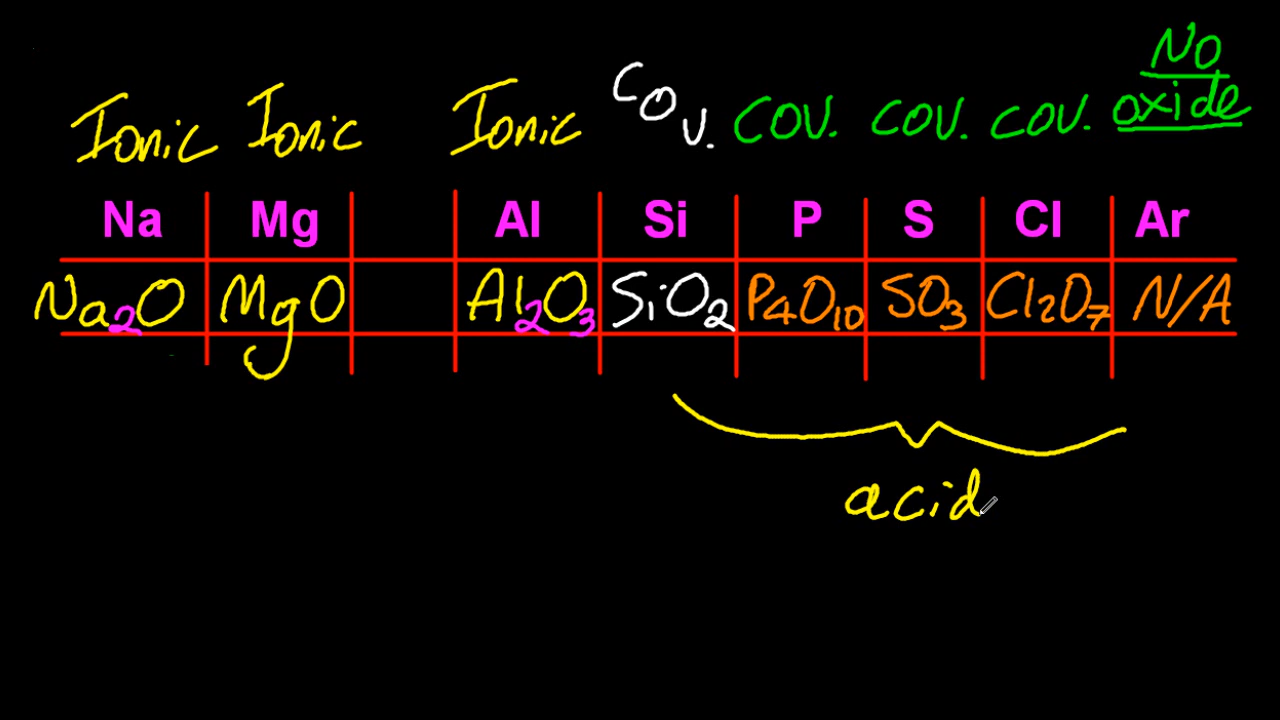 Ionic Ionic Ionic Cov. COV. COV. COV. No oxide
Na Mg Al Si P S Cl Ar
Na2O MgO Al2O3 SiO2 P4O10 SO3 Cl2O7 N/A
acid